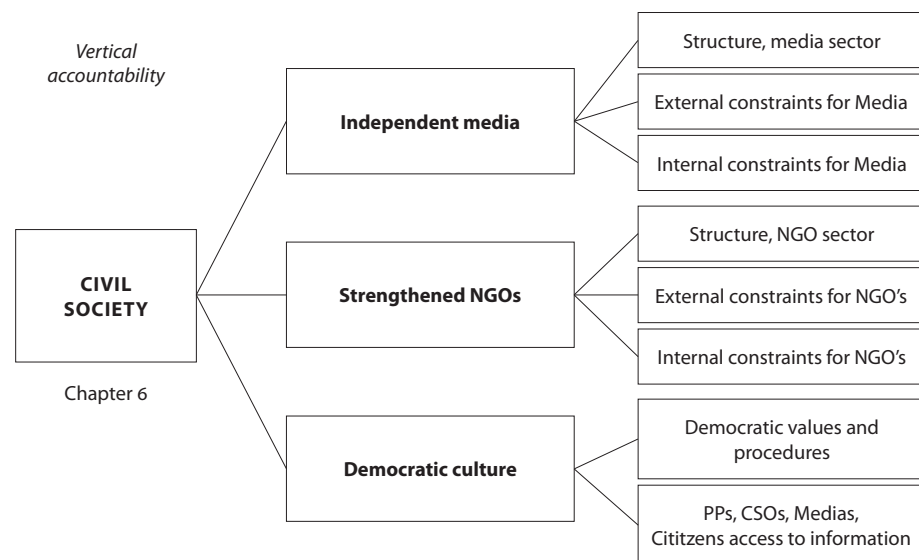 Vertical
accountability
Structure, media sector
External constraints for Media
Independent media
Internal constraints for Media
Structure, NGO sector
CIVIL
SOCIETY
Strengthened NGOs
External constraints for NGO’s
Internal constraints for NGO’s
Chapter 6
Democratic values and
procedures
Democratic culture
PPs, CSOs, Medias,
Cititzens access to information